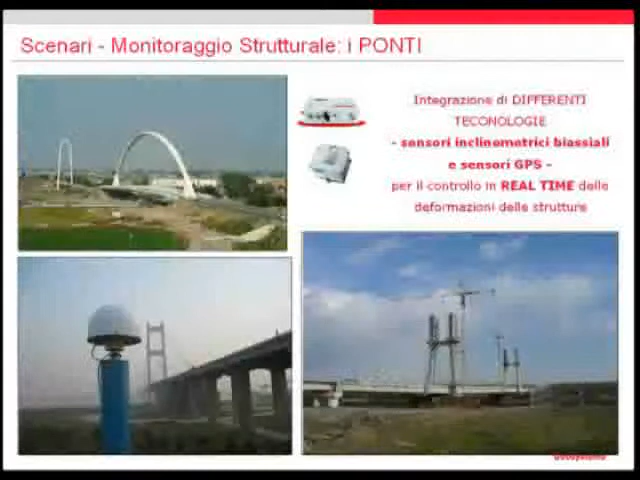 Scenari - Monitoraggio Strutturale: i PONTI
Integrazione di DIFFERENTI
TECONOLOGIE
- sensori inclinometrici biassiali
e sensori GPS -
per il controllo in REAL TIME delle
deformazioni delle strutture